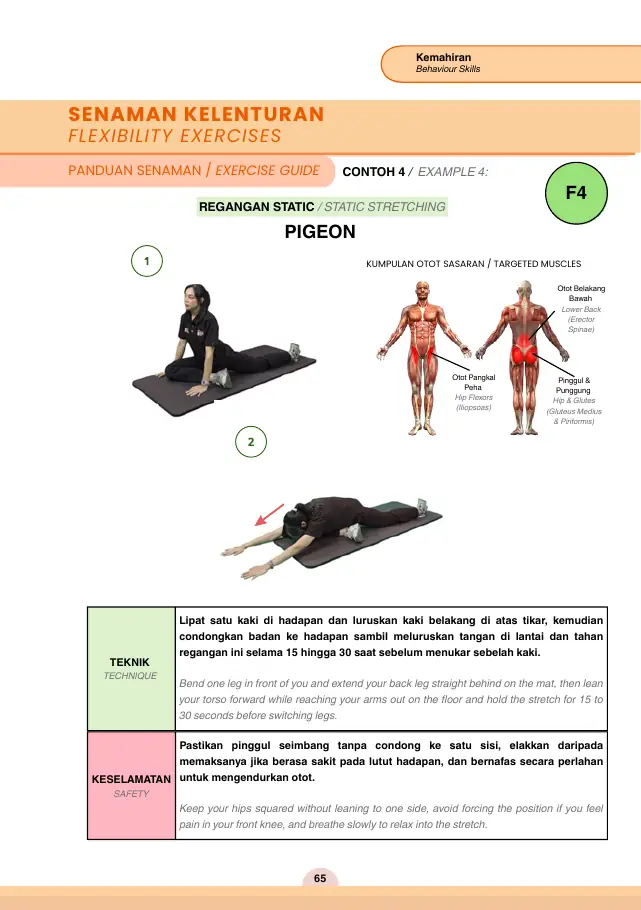 Kemahiran
Behaviour Skills
SENAMAN KELENTURAN
FLEXIBILITY EXERCISES
PANDUAN SENAMAN / EXERCISE GUIDE
CONTOH 4 / EXAMPLE 4:
F4
REGANGAN STATIC / STATIC STRETCHING
PIGEON
1
KUMPULAN OTOT SASARAN / TARGETED MUSCLES
Otot Belakang
Bawah
Lower Back
(Erector
Spinae)
Otot Pangkal
Peha
Hip Flexors
(Iliopsoas)
Pinggul &
Punggung
Hip & Glutes
(Gluteus Medius
& Piriformis)
2
TEKNIK
TECHNIQUE
Lipat satu kaki di hadapan dan luruskan kaki belakang di atas tikar, kemudian
condongkan badan ke hadapan sambil meluruskan tangan di lantai dan tahan
regangan ini selama 15 hingga 30 saat sebelum menukar sebelah kaki.
Bend one leg in front of you and extend your back leg straight behind on the mat, then lean
your torso forward while reaching your arms out on the floor and hold the stretch for 15 to
30 seconds before switching legs.
KESELAMATAN
SAFETY
Pastikan pinggul seimbang tanpa condong ke satu sisi, elakkan daripada
memaksanya jika berasa sakit pada lutut hadapan, dan bernafas secara perlahan
untuk mengendurkan otot.
Keep your hips squared without leaning to one side, avoid forcing the position if you feel
pain in your front knee, and breathe slowly to relax into the stretch.
65